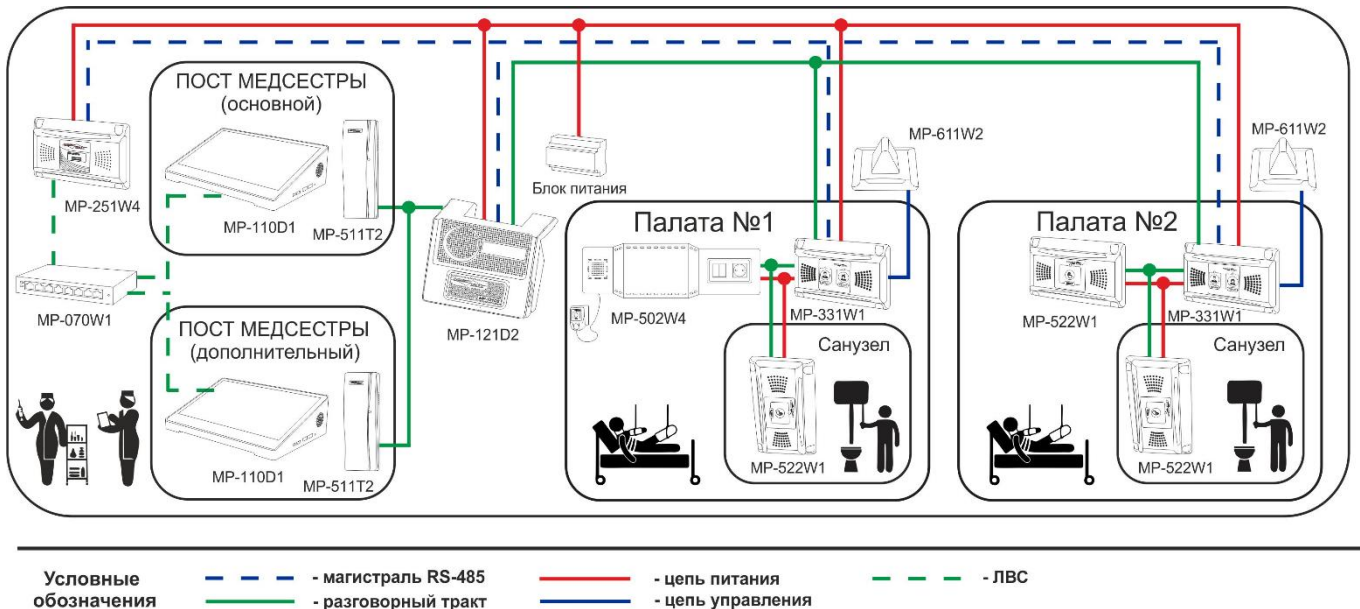 ПОСТ МЕДСЕСТРЫ
(основной)
MP-251W4
MP-110D1
MP-511T2
MP-070W1
ПОСТ МЕДСЕСТРЫ
(дополнительный)
MP-110D1
MP-511T2
MP-121D2
Блок питания
MP-611W2
MP-611W2
Палата №1
MP-502W4
MP-331W1
Санузел
MP-522W1
Палата №2
MP-522W1
MP-331W1
Санузел
MP-522W1
Условные
обозначения
- магистраль RS-485
- разговорный тракт
- цепь питания
- цепь управления
- ЛВС